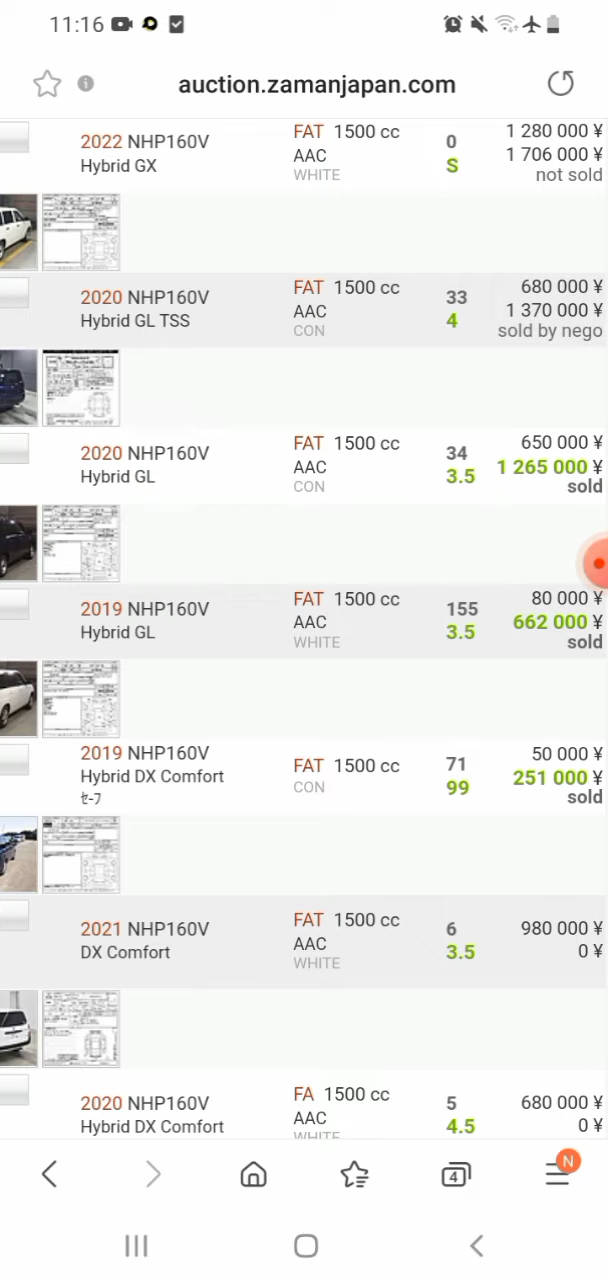 11:16
auction.zamanjapan.com
2022 NHP160V
Hybrid GX
FAT 1500 cc
AAC
WHITE
0
S
1 280 000 ¥
1 706 000 ¥
not sold
2020 NHP160V
Hybrid GL TSS
FAT 1500 cc
AAC
CON
33
4
680 000 ¥
1 370 000 ¥
sold by nego
2020 NHP160V
Hybrid GL
FAT 1500 cc
AAC
CON
34
3.5
650 000 ¥
1 265 000 ¥
sold
2019 NHP160V
Hybrid GL
FAT 1500 cc
AAC
WHITE
155
3.5
80 000 ¥
662 000 ¥
sold
2019 NHP160V
Hybrid DX Comfort
ｾｰﾌ
FAT 1500 cc
CON
71
99
50 000 ¥
251 000 ¥
sold
2021 NHP160V
DX Comfort
FAT 1500 cc
AAC
WHITE
6
3.5
980 000 ¥
0 ¥
2020 NHP160V
Hybrid DX Comfort
FA 1500 cc
AAC
WHITE
5
4.5
680 000 ¥
0 ¥
4
N